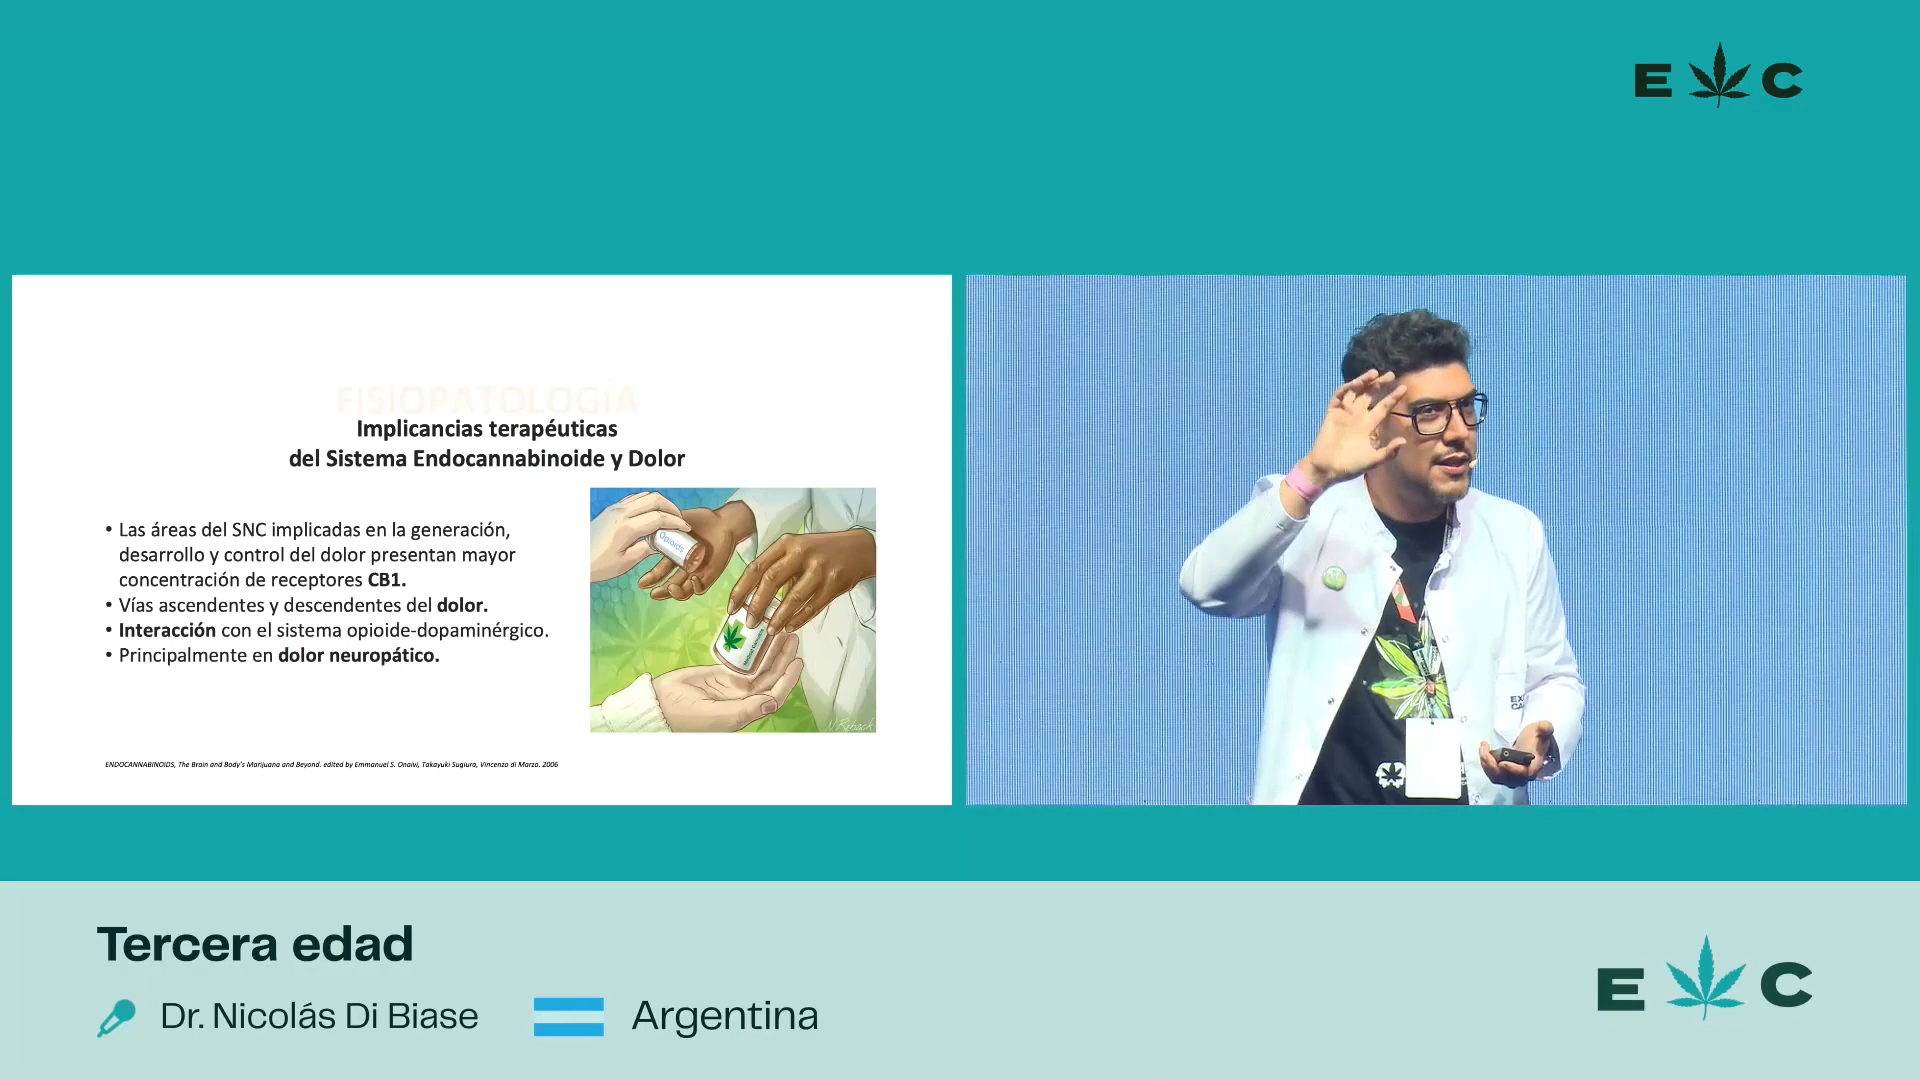 E C
FISIOPATOLOGÍA
Implicancias terapéuticas
del Sistema Endocannabinoide y Dolor
• Las áreas del SNC implicadas en la generación,
desarrollo y control del dolor presentan mayor
concentración de receptores CB1.
• Vías ascendentes y descendentes del dolor.
• Interacción con el sistema opioide-dopaminérgico.
• Principalmente en dolor neuropático.
Opioids
ENDOCANNABINOIDS, The Brain and Body's Marijuana and Beyond. edited by Emmanuel S. Onaivi, Takayuki Sugiura, Vincenzo di Marzo. 2006
Tercera edad
Dr. Nicolás Di Biase
Argentina
E C